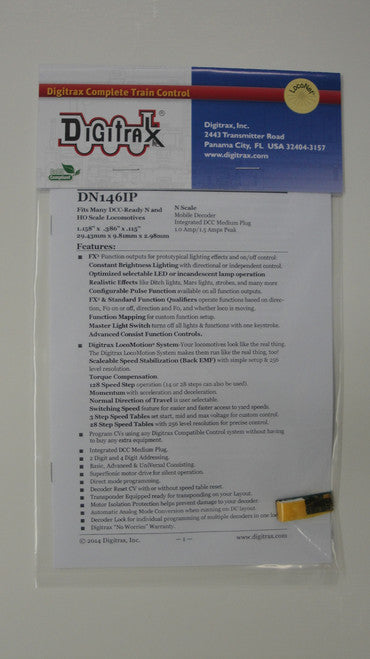 Digitrax Complete Train Control
LocoNet®
DIGITRAX
Digitrax, Inc.
2443 Transmitter Road
Panama City, FL USA 32404-3157
www.digitrax.com
Compliant
DN146IP
Fits Many DCC-Ready N and
HO Scale Locomotives
1.158" x .386" x .115"
29.43mm x 9.81mm x 2.98mm
N Scale
Mobile Decoder
Integrated DCC Medium Plug
1.0 Amp/1.5 Amps Peak
Features:
FX³ Function outputs for prototypical lighting effects and on/off control:
Constant Brightness Lighting with directional or independent control.
Optimized selectable LED or incandescent lamp operation
Realistic Effects like Ditch lights, Mars lights, strobes, and many more
Configurable Pulse Function available on all function outputs.
FX³ & Standard Function Qualifiers operate functions based on direc-
tion, F0 on or off, direction and F0, and whether loco is moving.
Function Mapping for custom function setup.
Master Light Switch turns off all lights & functions with one keystroke.
Advanced Consist Function Controls.
Digitrax LocoMotion® System-Your locomotives look like the real thing.
The Digitrax LocoMotion System makes them run like the real thing, too!
Scaleable Speed Stabilization (Back EMF) with simple setup & 256
level resolution.
Torque Compensation.
128 Speed Step operation (14 or 28 steps can also be used).
Momentum with acceleration and deceleration.
Normal Direction of Travel is user selectable.
Switching Speed feature for easier and faster access to yard speeds.
3 Step Speed Tables set start, mid and max voltage for custom control.
28 Speed Tables with 256 level resolution for precise control.
Program CVs using any Digitrax Compatible Control system without having
to buy any extra equipment.
Integrated DCC Medium Plug.
2 Digit and 4 Digit Addressing.
Basic, Advanced & UniVersal Consisting.
SuperSonic motor drive for silent operation.
Direct mode programming.
Decoder Reset CV with or without speed table reset.
Transponder Equipped ready for transponding on your Layout.
Motor Isolation Protection helps prevent damage to your decoder.
Automatic Analog Mode Conversion when running on DC layout.
Decoder Lock for individual programming of multiple decoders in one loco
Digitrax "No Worries" Warranty.
© 2014 Digitrax, Inc.
— 1 —
www.digitrax.com